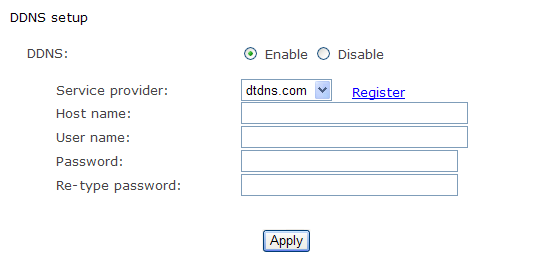 DDNS setup
DDNS: Enable Disable
Service provider: dtdns.com Register
Host name:
User name:
Password:
Re-type password:
Apply